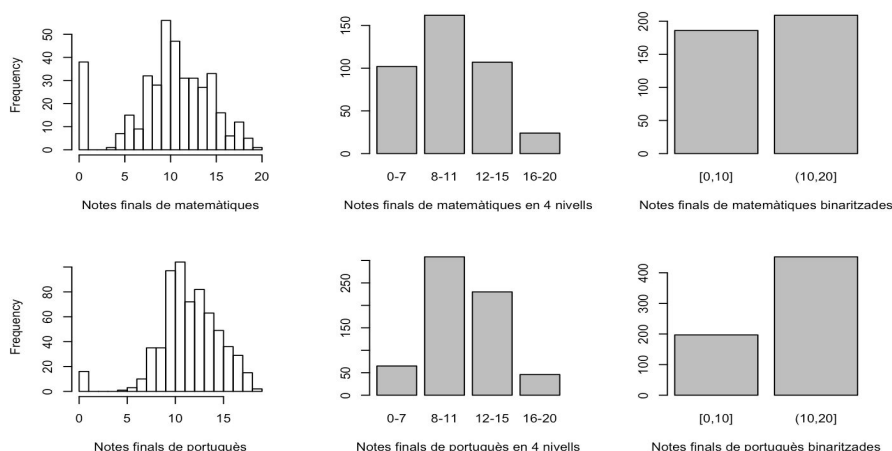 Frequency
50
40
30
20
10
0
0 5 10 15 20
Notes finals de matemàtiques
150
100
50
0
0-7 8-11 12-15 16-20
Notes finals de matemàtiques en 4 nivells
200
150
100
50
0
[0,10] (10,20]
Notes finals de matemàtiques binaritzades
Frequency
80
60
40
20
0
0 5 10 15
Notes finals de portuguès
250
150
50
0
0-7 8-11 12-15 16-20
Notes finals de portuguès en 4 nivells
400
300
200
100
0
[0,10] (10,20]
Notes finals de portuguès binaritzades